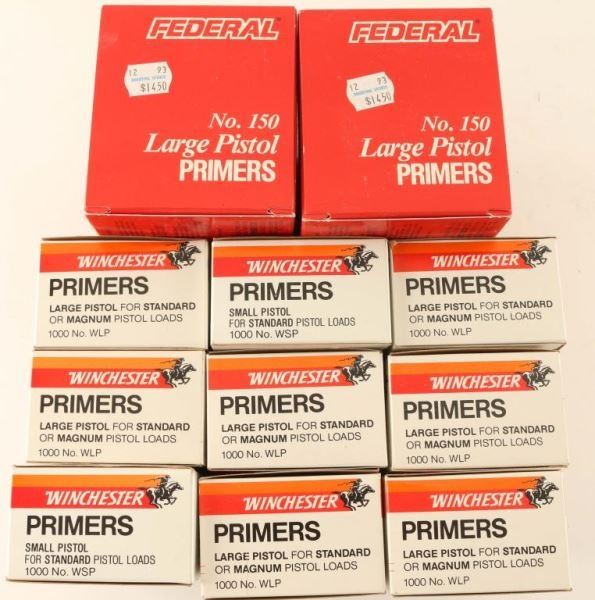 FEDERAL
12 93
$14.50
No. 150
Large Pistol
PRIMERS
FEDERAL
12 93
$14.50
No. 150
Large Pistol
PRIMERS
WINCHESTER
PRIMERS
LARGE PISTOL FOR STANDARD
OR MAGNUM PISTOL LOADS
1000 No. WLP
WINCHESTER
PRIMERS
SMALL PISTOL
FOR STANDARD PISTOL LOADS
1000 No. WSP
WINCHESTER
PRIMERS
LARGE PISTOL FOR STANDARD
OR MAGNUM PISTOL LOADS
1000 No. WLP
WINCHESTER
PRIMERS
LARGE PISTOL FOR STANDARD
OR MAGNUM PISTOL LOADS
1000 No. WLP
WINCHESTER
PRIMERS
LARGE PISTOL FOR STANDARD
OR MAGNUM PISTOL LOADS
1000 No. WLP
WINCHESTER
PRIMERS
LARGE PISTOL FOR STANDARD
OR MAGNUM PISTOL LOADS
1000 No. WLP
WINCHESTER
PRIMERS
SMALL PISTOL
FOR STANDARD PISTOL LOADS
1000 No. WSP
WINCHESTER
PRIMERS
LARGE PISTOL FOR STANDARD
OR MAGNUM PISTOL LOADS
1000 No. WLP
WINCHESTER
PRIMERS
LARGE PISTOL FOR STANDARD
OR MAGNUM PISTOL LOADS
1000 No. WLP